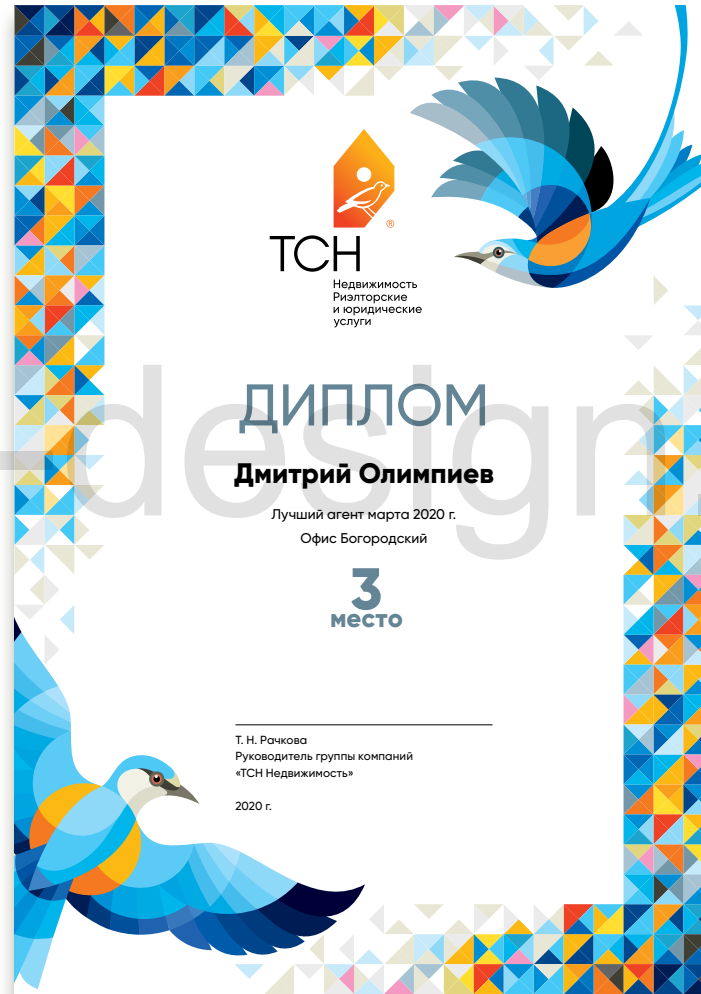 ®
ТСН
Недвижимость
Риэлторские
и юридические
услуги
-design
ДИПЛОМ
Дмитрий Олимпиев
Лучший агент марта 2020 г.
Офис Богородский
3
место
Т. Н. Рачкова
Руководитель группы компаний
«ТСН Недвижимость»
2020 г.